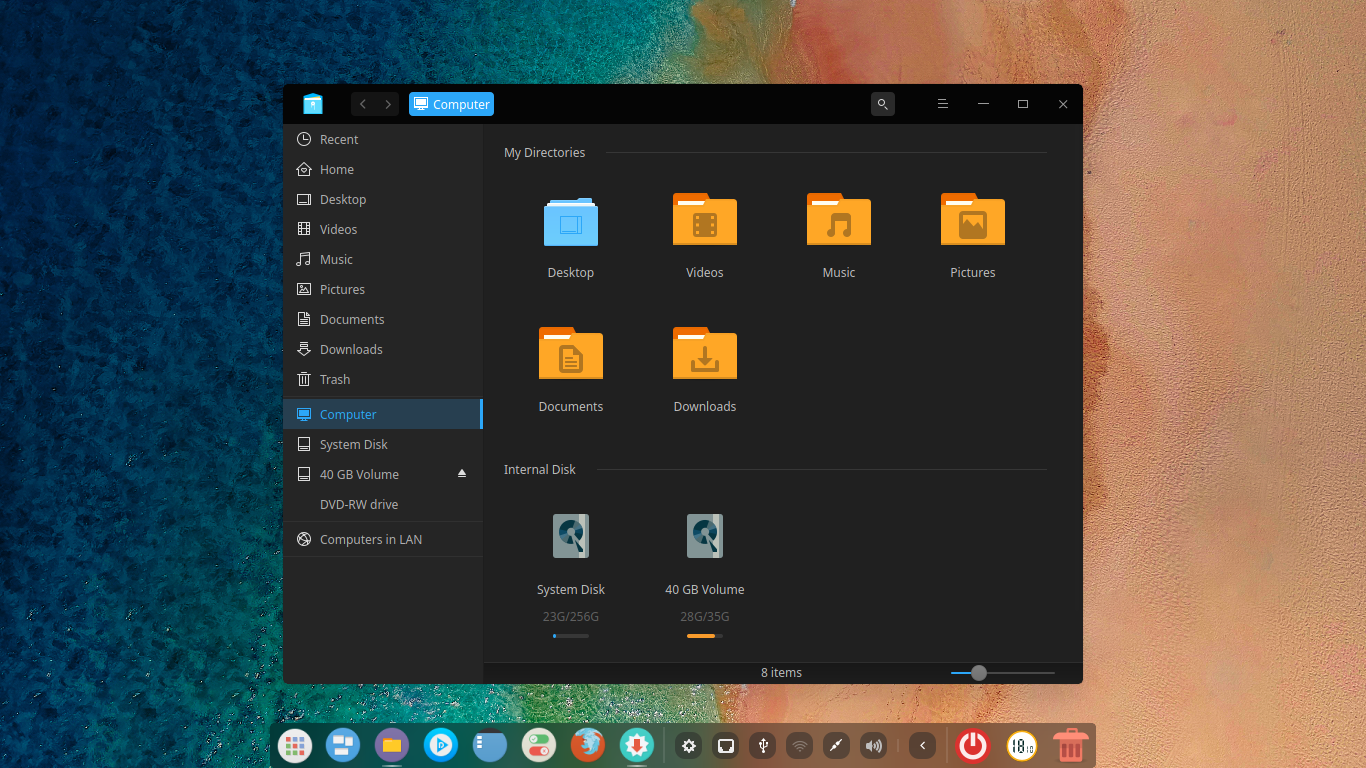 Computer
Recent
Home
Desktop
Videos
Music
Pictures
Documents
Downloads
Trash
Computer
System Disk
40 GB Volume
DVD-RW drive
Computers in LAN
My Directories
Desktop
Videos
Music
Pictures
Documents
Downloads
Internal Disk
System Disk
40 GB Volume
23G/256G
28G/35G
8 items
18 10